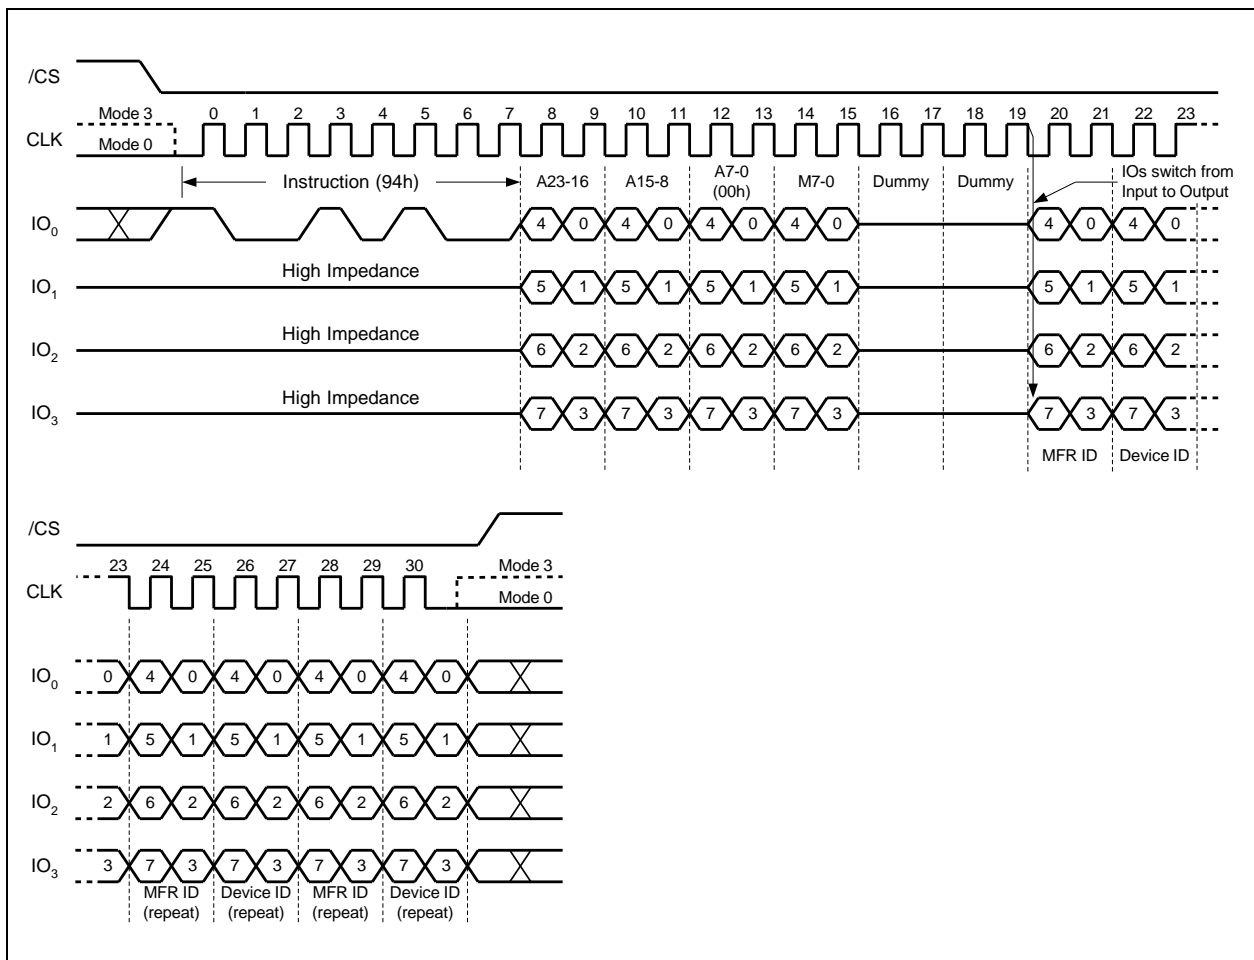 /CS
Mode 3 0 1 2 3 4 5 6 7 8 9 10 11 12 13 14 15 16 17 18 19 20 21 22 23
CLK Mode 0
Instruction (94h) A23-16 A15-8 A7-0 (00h) M7-0 Dummy Dummy IOs switch from Input to Output
IO0 4 0 4 0 4 0 4 0 4 0 4 0
High Impedance
IO1 5 1 5 1 5 1 5 1 5 1 5 1
High Impedance
IO2 6 2 6 2 6 2 6 2 6 2 6 2
High Impedance
IO3 7 3 7 3 7 3 7 3 7 3 7 3
MFR ID Device ID
/CS
23 24 25 26 27 28 29 30 Mode 3
CLK Mode 0
IO0 0 4 0 4 0 4 0 4 0
IO1 1 5 1 5 1 5 1 5 1
IO2 2 6 2 6 2 6 2 6 2
IO3 3 7 3 7 3 7 3 7 3
MFR ID Device ID MFR ID Device ID
(repeat) (repeat) (repeat) (repeat)